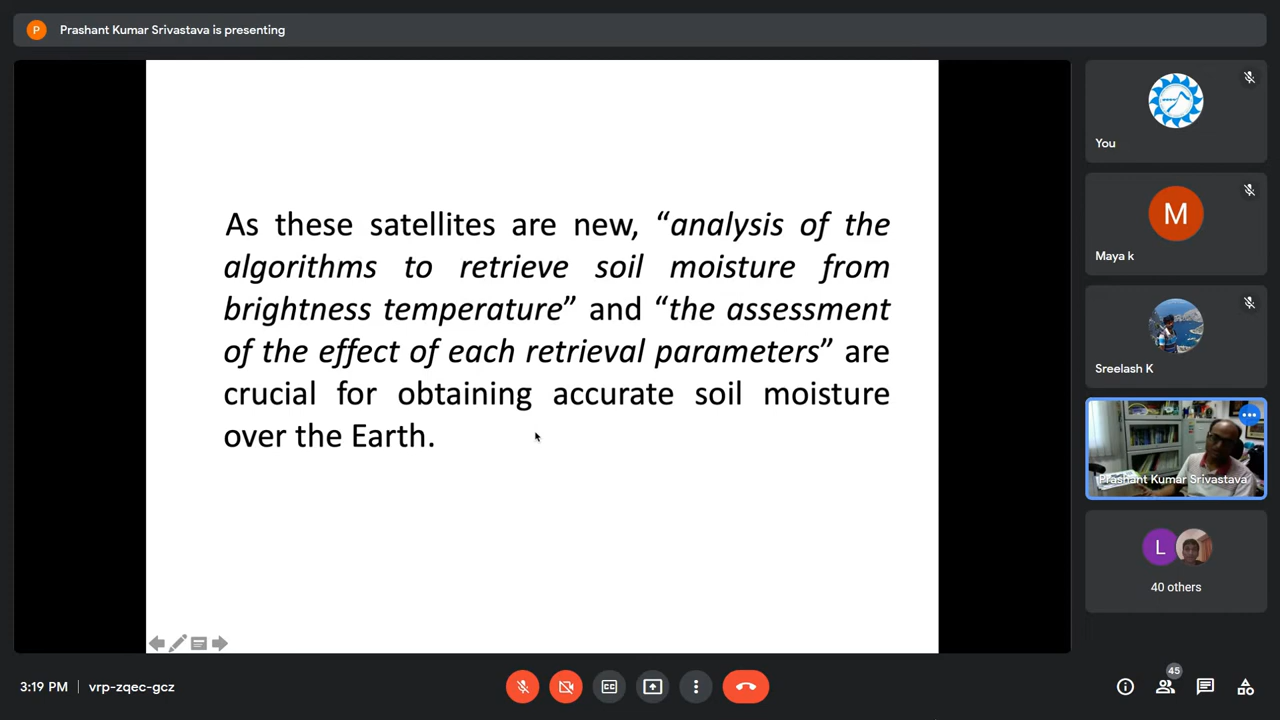 P
Prashant Kumar Srivastava is presenting
As these satellites are new, “analysis of the
algorithms to retrieve soil moisture from
brightness temperature” and “the assessment
of the effect of each retrieval parameters” are
crucial for obtaining accurate soil moisture
over the Earth.
You
M
Maya k
Sreelash K
Prashant Kumar Srivastava
L
40 others
3:19 PM
vrp-zqec-gcz
CC
45